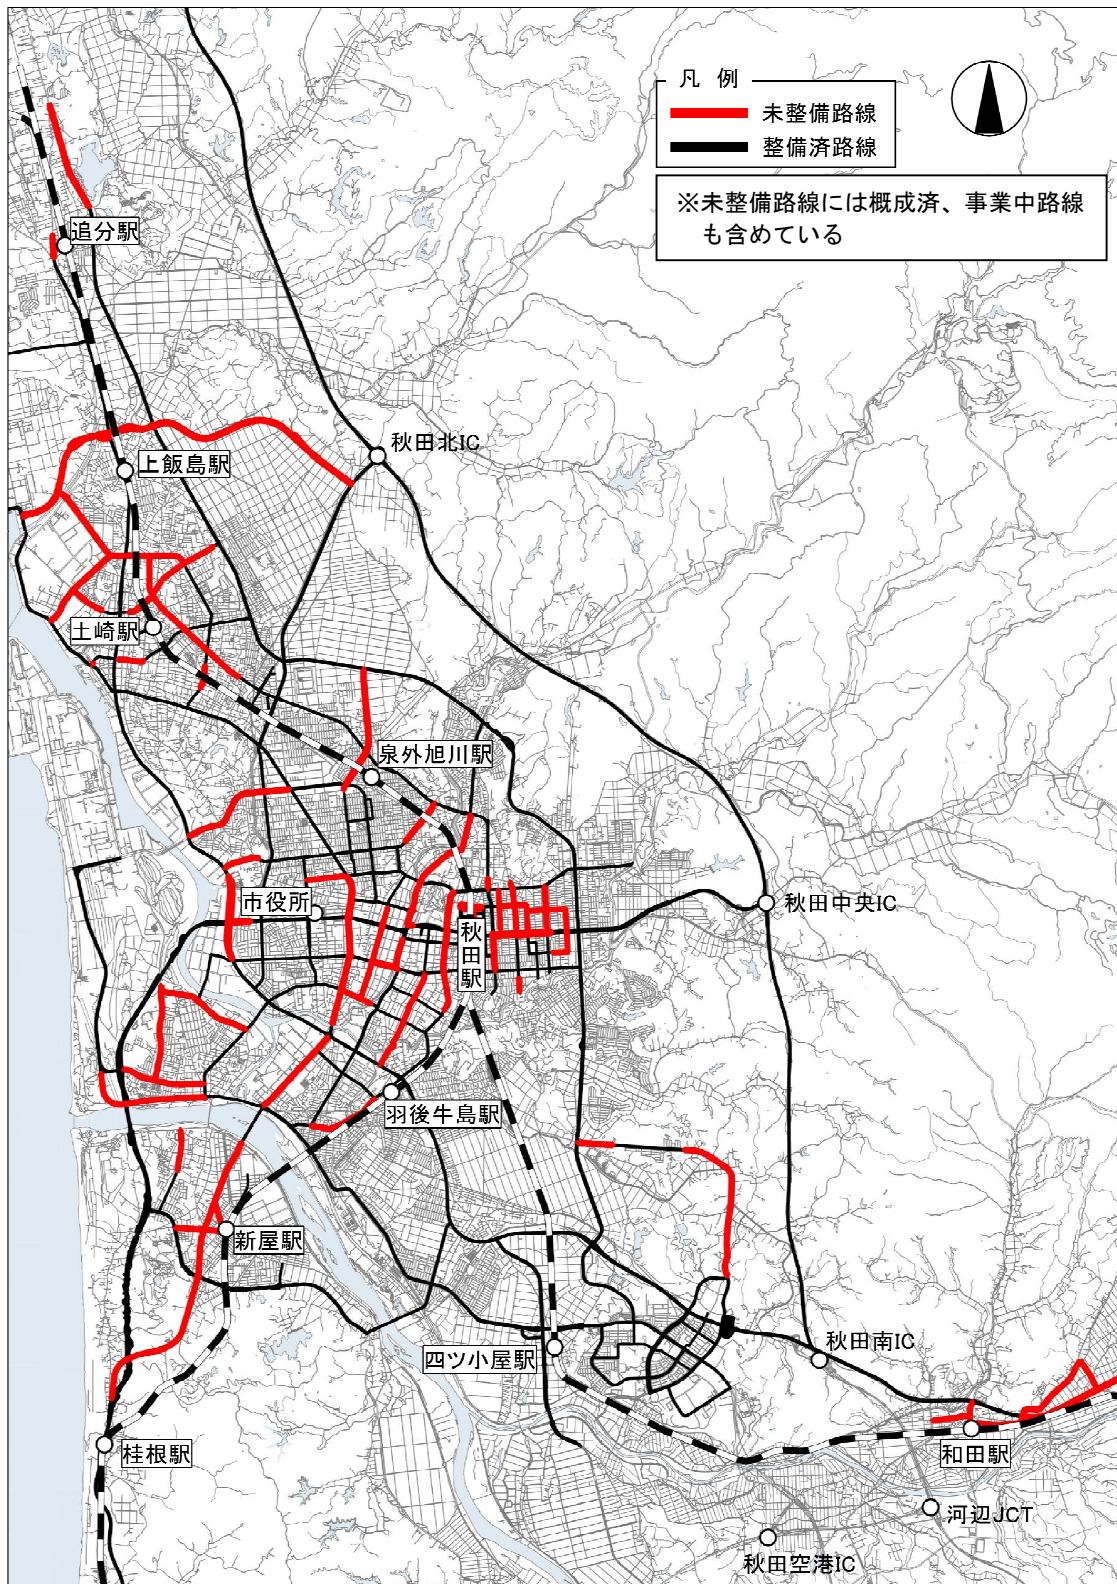 凡 例
未整備路線
整備済路線
※未整備路線には概成済、事業中路線
も含めている
追分駅
秋田北IC
上飯島駅
土崎駅
泉外旭川駅
市役所
秋田駅
秋田中央IC
羽後牛島駅
新屋駅
四ツ小屋駅
秋田南IC
桂根駅
和田駅
河辺JCT
秋田空港IC